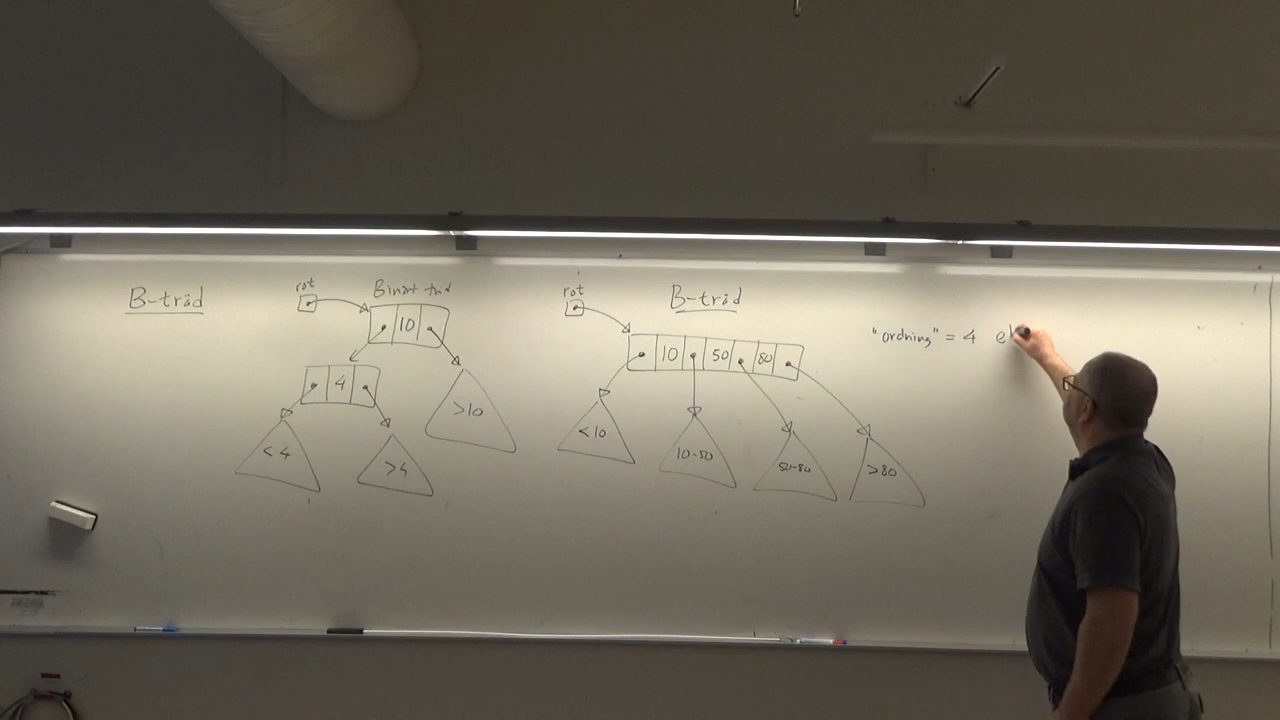 B-träd
rot
Binärt träd
10
4
< 4
>4
>10
rot
B-träd
10 50 80
<10
10-50
50-80
>80
"ordning" = 4 el